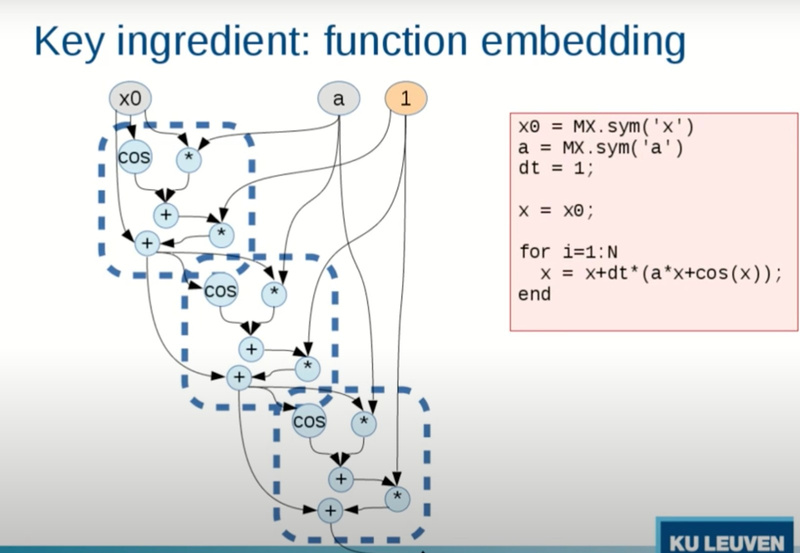 Key ingredient: function embedding
x0
a
1
cos
*
+
*
+
cos
*
+
*
+
cos
*
+
*
+
x0 = MX.sym('x')
a = MX.sym('a')
dt = 1;
x = x0;
for i=1:N
x = x+dt*(a*x+cos(x));
end
KU LEUVEN